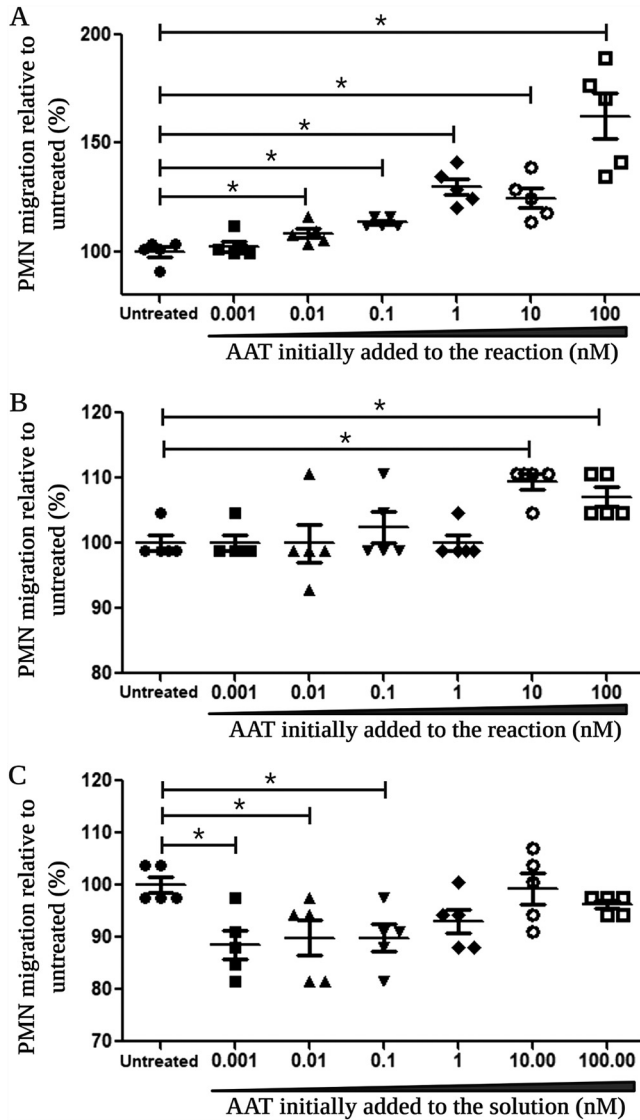 A
PMN migration relative to
untreated (%)
200
150
100
*
*
*
*
*
Untreated 0.001 0.01 0.1 1 10 100
AAT initially added to the reaction (nM)
B
PMN migration relative to
untreated (%)
120
110
100
90
80
*
*
Untreated 0.001 0.01 0.1 1 10 100
AAT initially added to the reaction (nM)
C
PMN migration relative to
untreated (%)
120
110
100
90
80
70
*
*
*
Untreated 0.001 0.01 0.1 1 10.00 100.00
AAT initially added to the solution (nM)